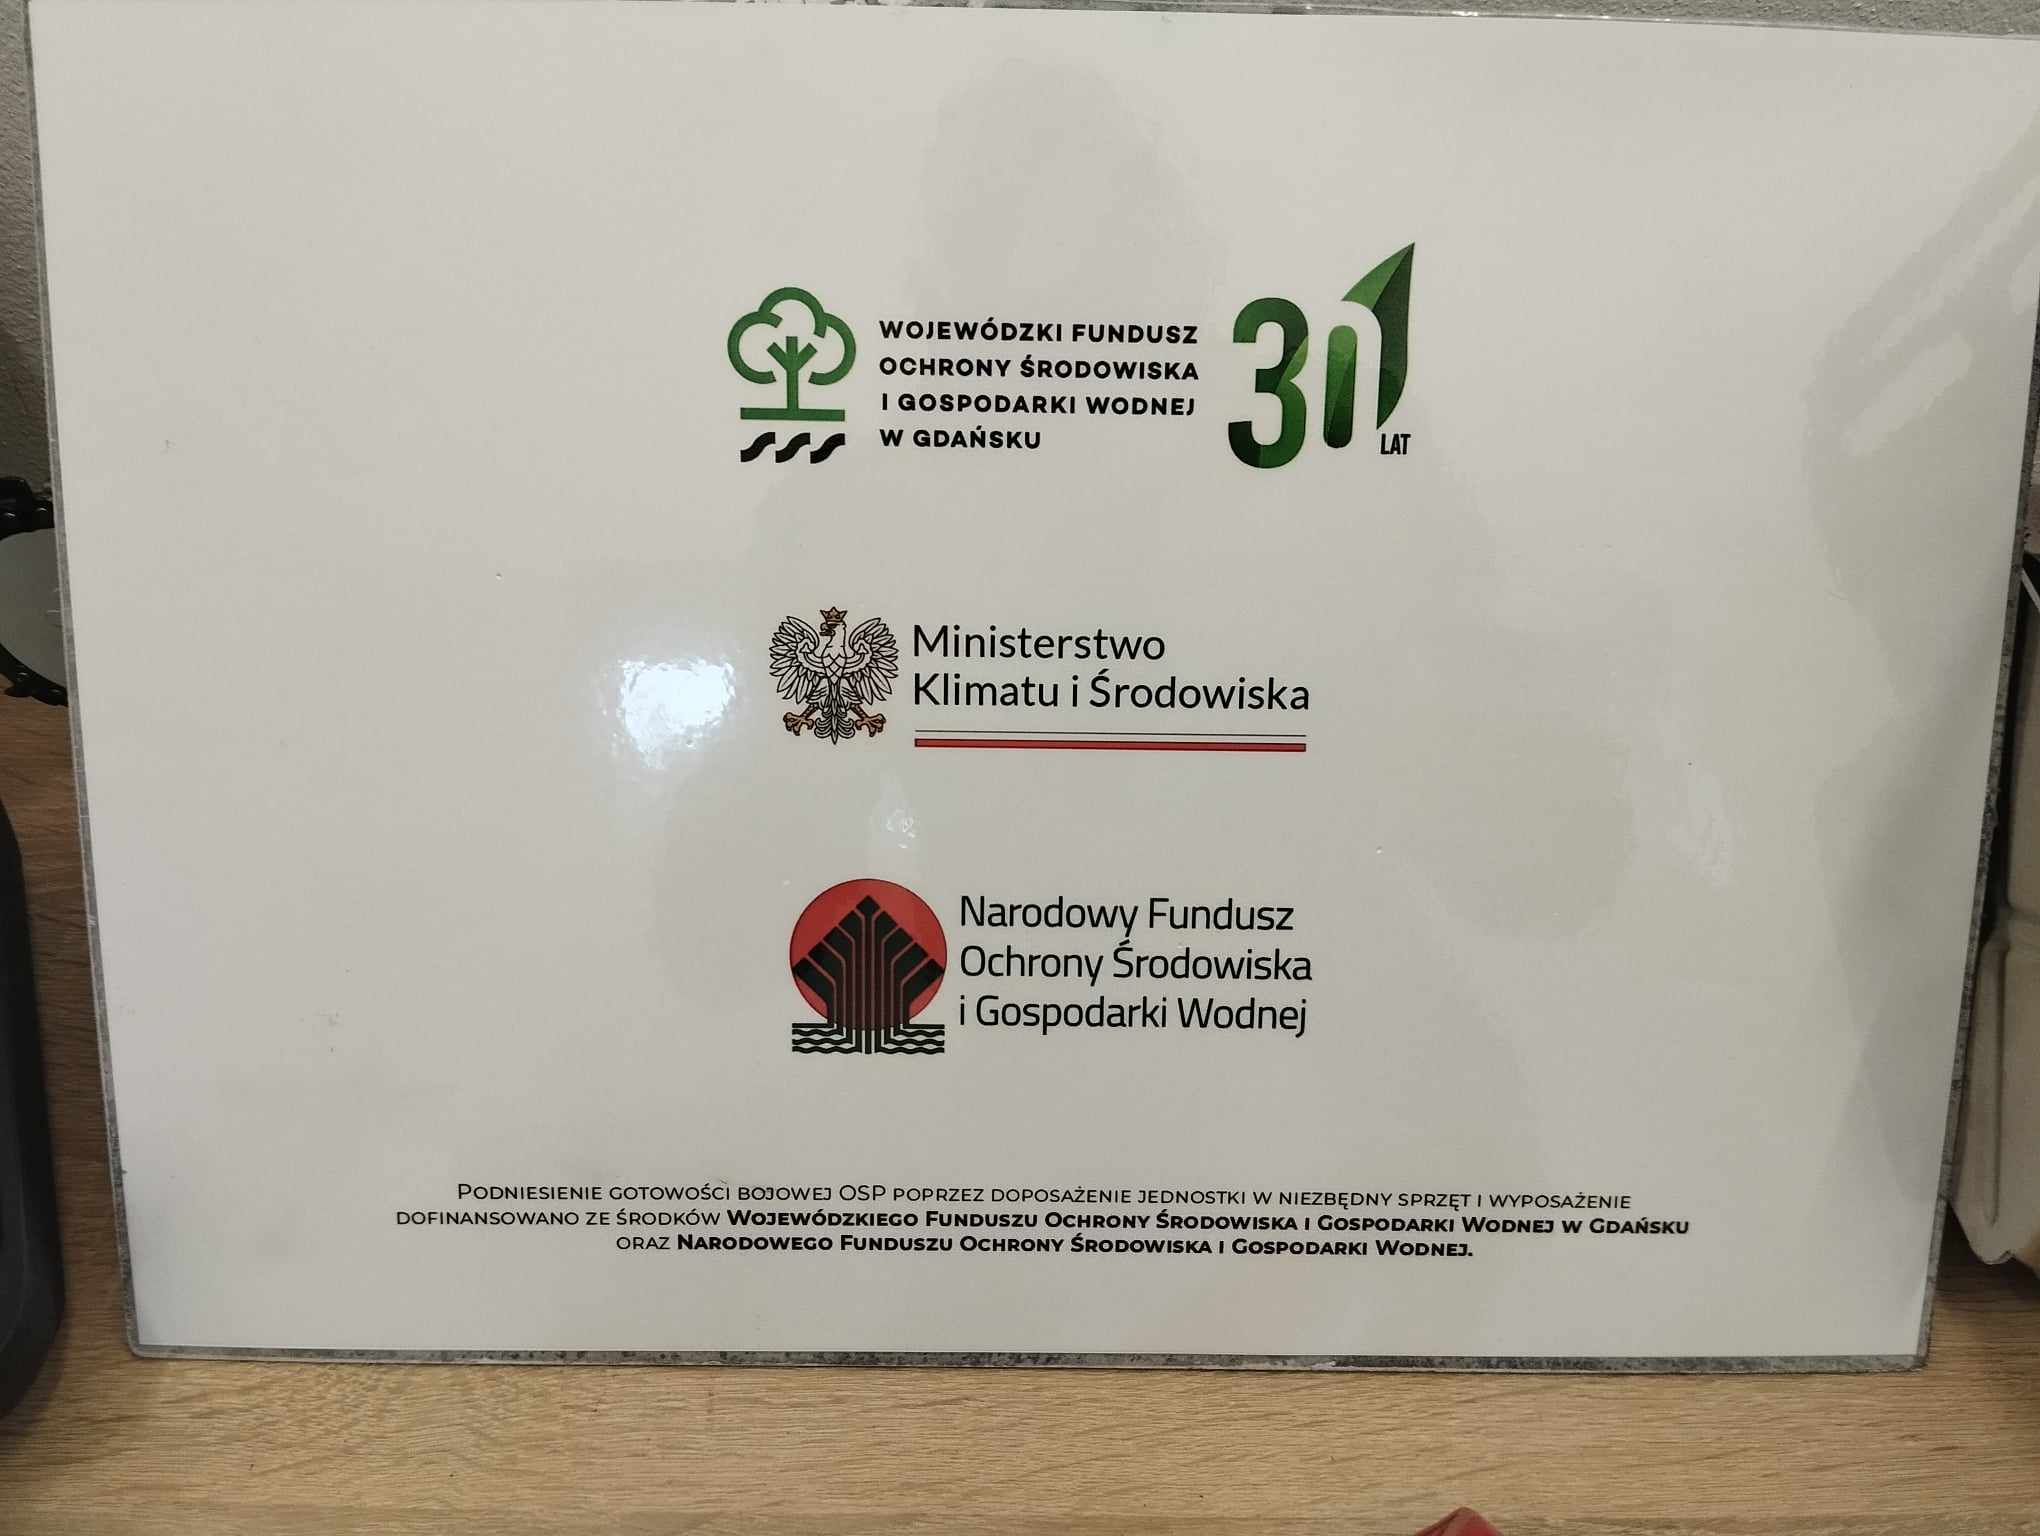 WOJEWÓDZKI FUNDUSZ
OCHRONY ŚRODOWISKA
I GOSPODARKI WODNEJ
W GDAŃSKU
30
LAT
Ministerstwo
Klimatu i Środowiska
Narodowy Fundusz
Ochrony Środowiska
i Gospodarki Wodnej
PODNIESIENIE GOTOWOŚCI BOJOWEJ OSP POPRZEZ DOPOSAŻENIE JEDNOSTKI W NIEZBĘDNY SPRZĘT I WYPOSAŻENIE
DOFINANSOWANO ZE ŚRODKÓW WOJEWÓDZKIEGO FUNDUSZU OCHRONY ŚRODOWISKA I GOSPODARKI WODNEJ W GDAŃSKU
ORAZ NARODOWEGO FUNDUSZU OCHRONY ŚRODOWISKA I GOSPODARKI WODNEJ.